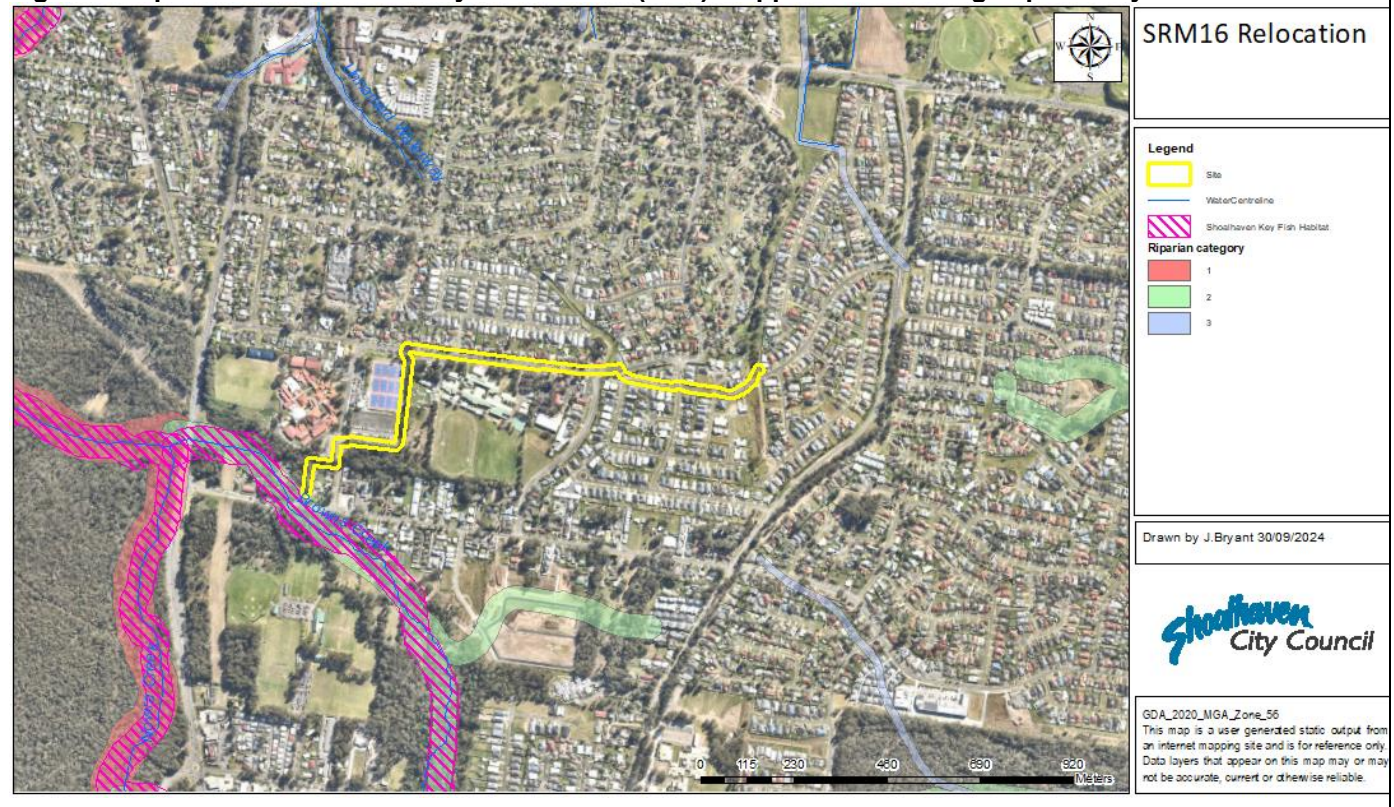 SRM16 Relocation
N
W
E
S
Legend
Site
WaterCentreline
Shoalhaven Key Fish Habitat
Riparian category
1
2
3
Drawn by J.Bryant 30/09/2024
Shoalhaven
City Council
GDA_2020_MGA_Zone_56
This map is a user generated static output from
an internet mapping site and is for reference only.
Data layers that appear on this map may or may
not be accurate, current or otherwise reliable.
0 115 230 460 690 920
Meters